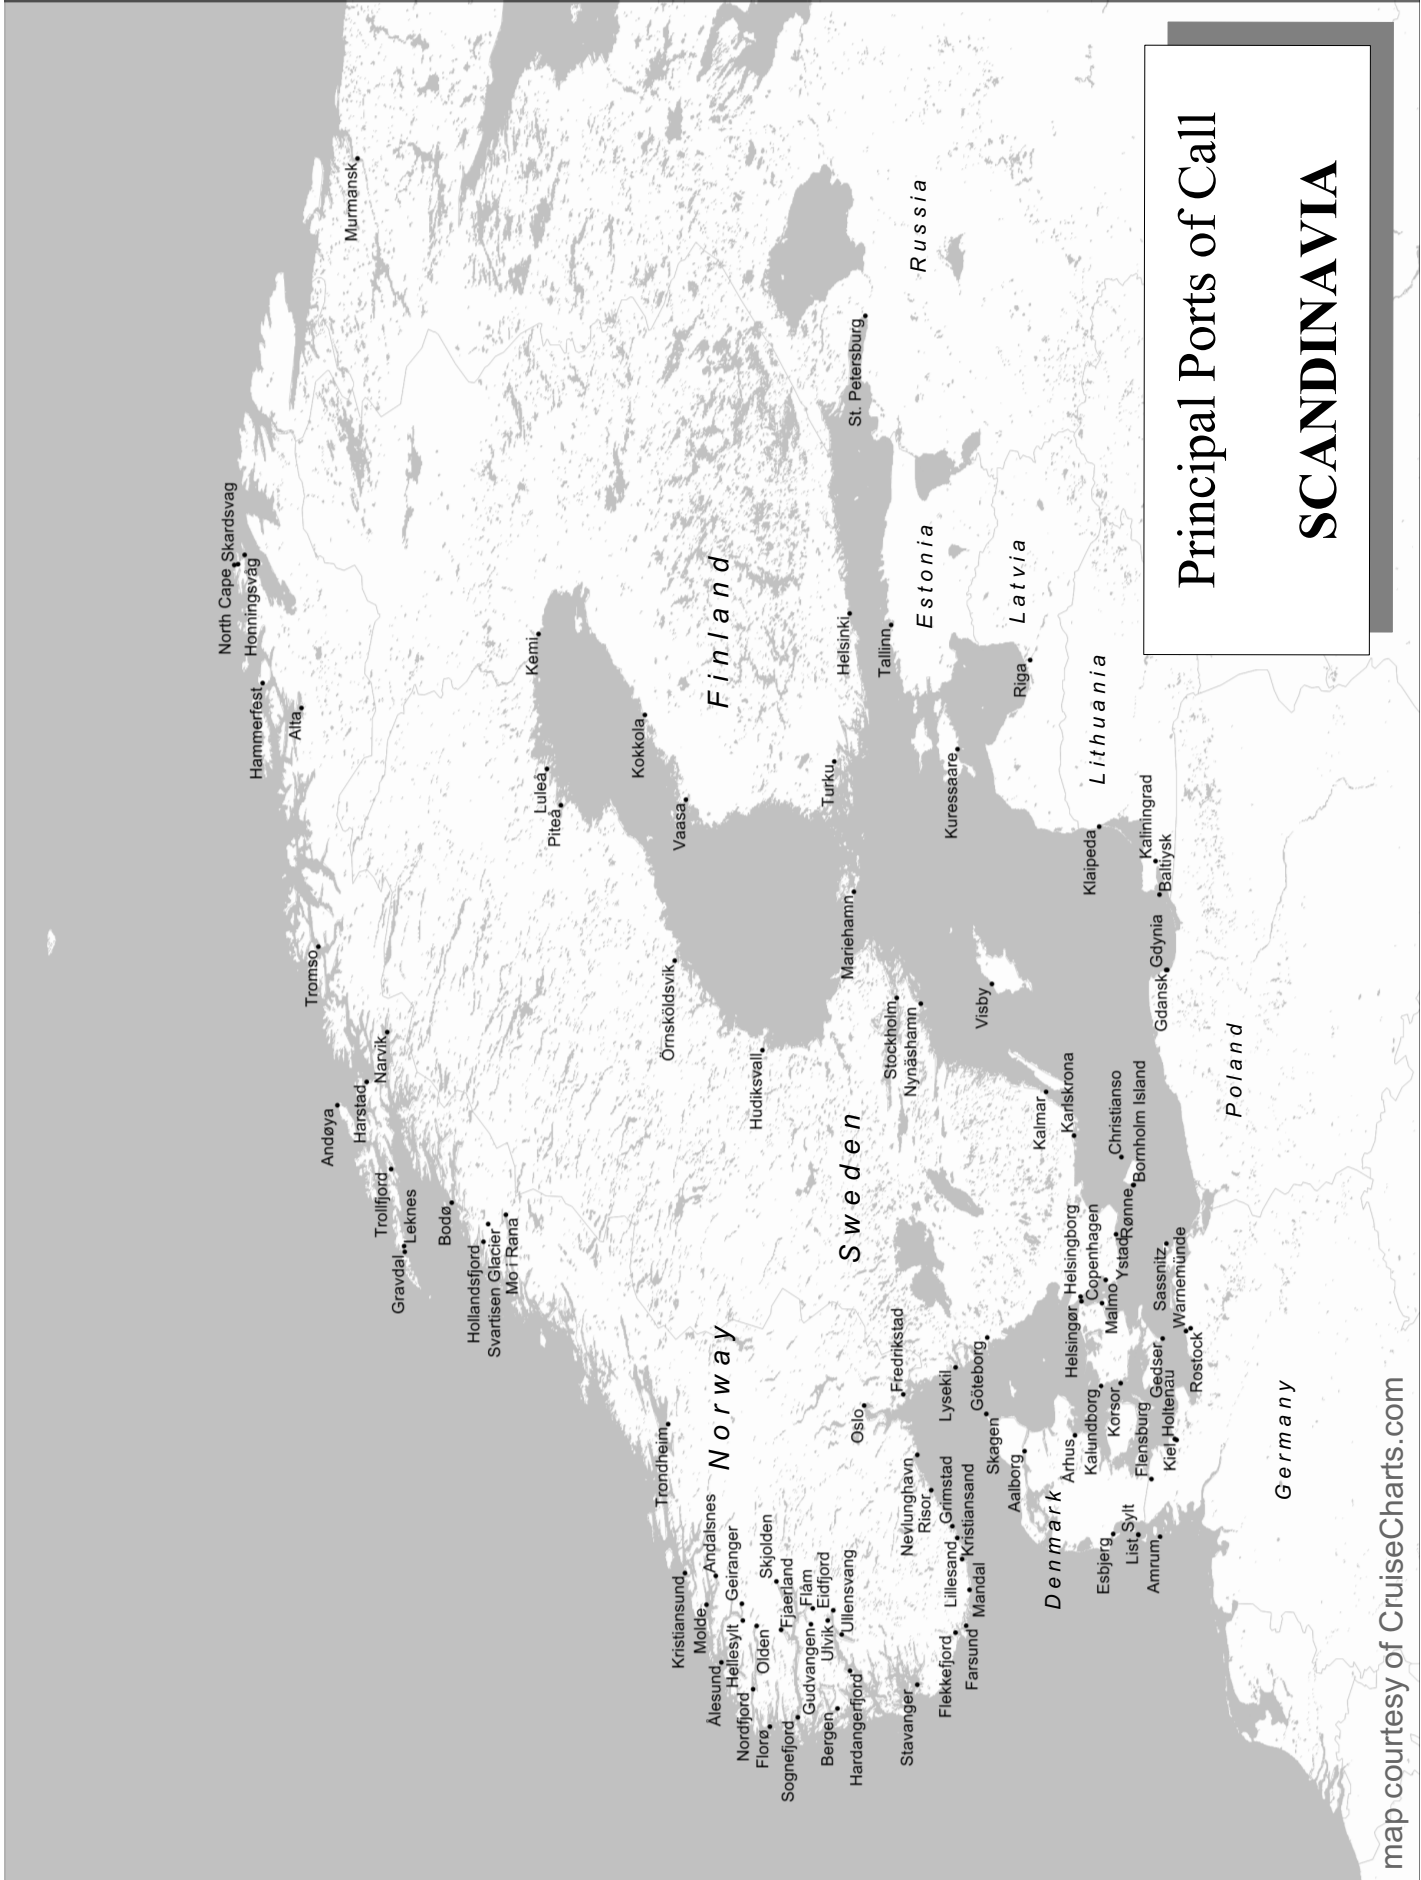 Principal Ports of Call
SCANDINAVIA
North Cape
Skardsvag
Honningsvåg
Hammerfest
Alta
Murmansk
Tromso
Andøya
Harstad
Narvik
Trollfjord
Leknes
Gravdal
Bodø
Hollandsfjord
Svartisen Glacier
Mo i Rana
Kemi
Luleå
Piteå
Kokkola
Vaasa
Finland
Örnsköldsvik
Hudiksvall
Turku
Helsinki
Mariehamn
St. Petersburg
Russia
Tallinn
Estonia
Kuressaare
Latvia
Riga
Lithuania
Klaipeda
Kaliningrad
Baltiysk
Gdynia
Gdansk
Poland
Sweden
Stockholm
Nynäshamn
Visby
Kalmar
Karlskrona
Christianso
Bornholm Island
Rønne
Ystad
Helsingborg
Copenhagen
Malmo
Helsingør
Sassnitz
Warnemünde
Rostock
Gedser
Holtenau
Kiel
Flensburg
Korsor
Kalundborg
Århus
Aalborg
Skagen
Göteborg
Lysekil
Fredrikstad
Oslo
Norway
Trondheim
Kristiansund
Molde
Andalsnes
Ålesund
Hellesylt
Geiranger
Nordfjord
Olden
Florø
Skjolden
Fjaerland
Sognefjord
Gudvangen
Flåm
Eidfjord
Ulvik
Ullensvang
Bergen
Hardangerfjord
Stavanger
Nevlunghavn
Risor
Grimstad
Lillesand
Kristiansand
Mandal
Flekkefjord
Farsund
Denmark
Esbjerg
List
Sylt
Amrum
Germany
map courtesy of CruiseCharts.com